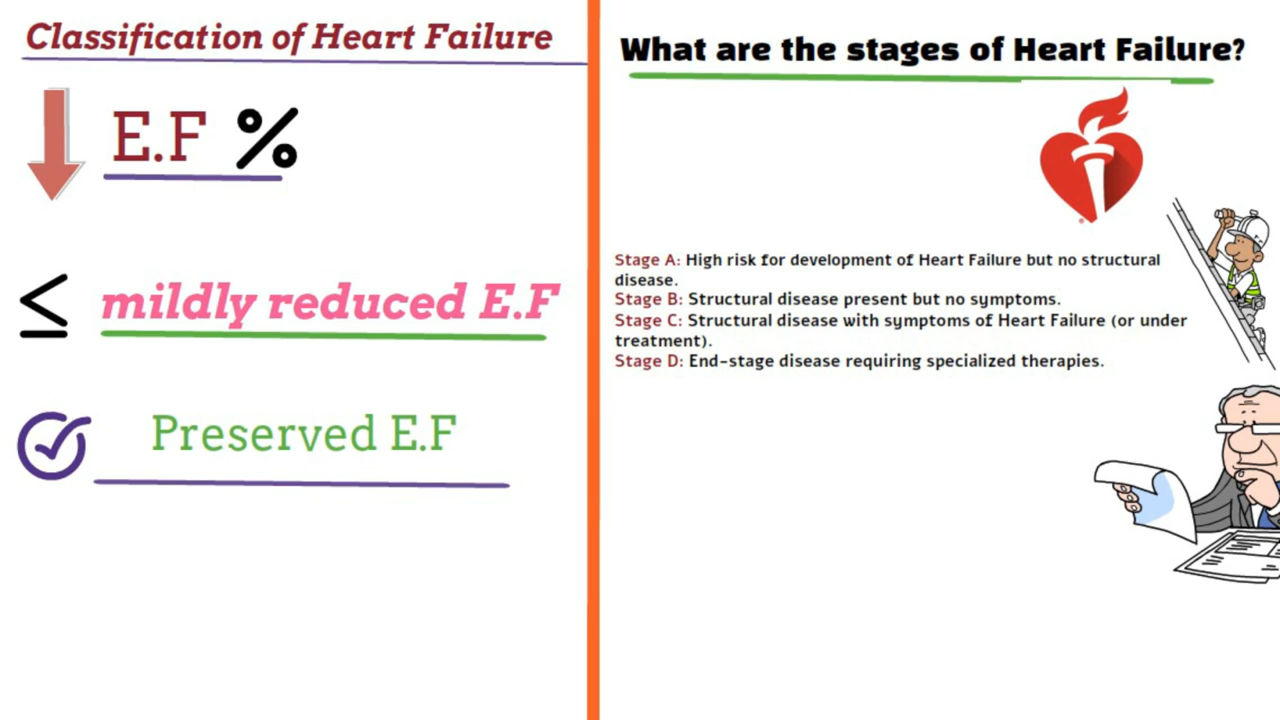 Classification of Heart Failure
E.F %
≤ mildly reduced E.F
Preserved E.F
What are the stages of Heart Failure?
Stage A: High risk for development of Heart Failure but no structural
disease.
Stage B: Structural disease present but no symptoms.
Stage C: Structural disease with symptoms of Heart Failure (or under
treatment).
Stage D: End-stage disease requiring specialized therapies.